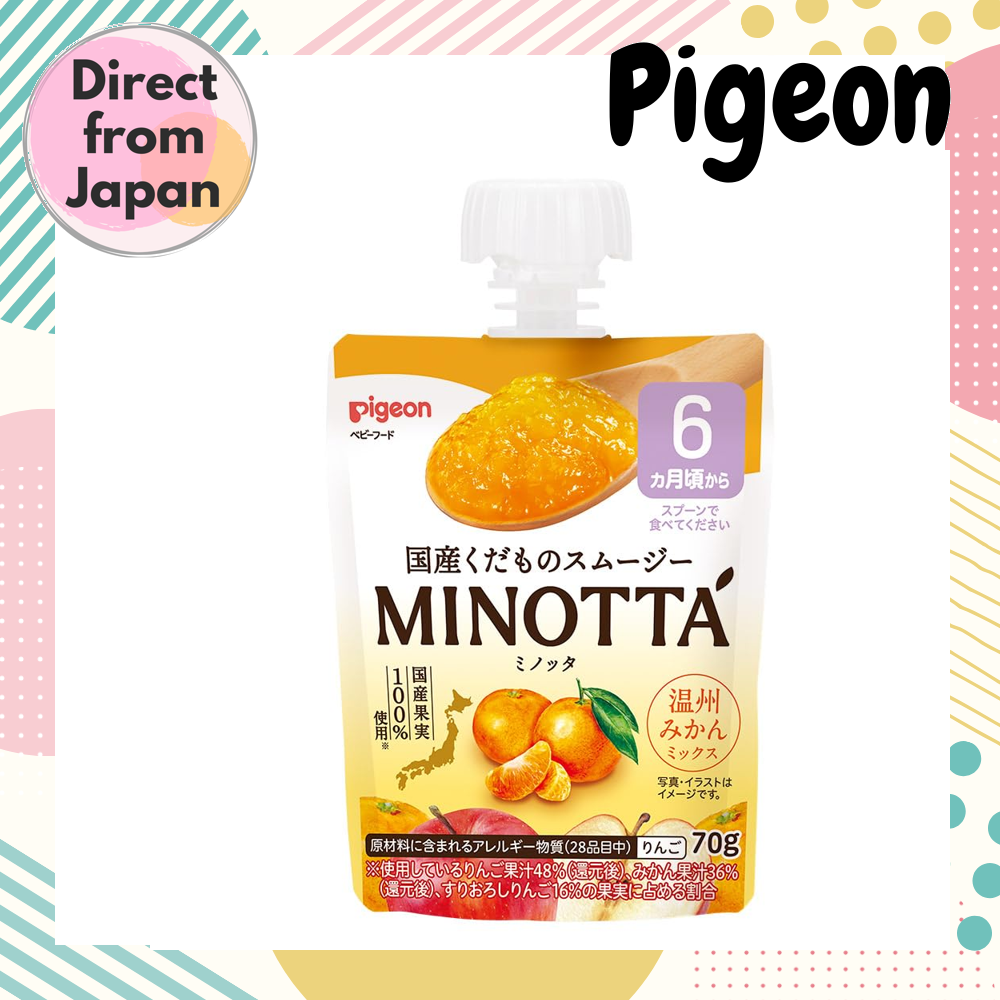 Direct
from
Japan
Pigeon
Pigeon
ベビーフード
6
カ月頃から
スプーンで
食べてください
国産くだものスムージー
MINOTTA
ミノッタ
国産果実
100%
使用※
温州
みかん
ミックス
写真・イラストは
イメージです。
原材料に含まれるアレルギー物質(28品目中) りんご 70g
※使用しているりんご果汁48%(還元後)、みかん果汁36%
(還元後)、すりおろしりんご16%の果実に占める割合